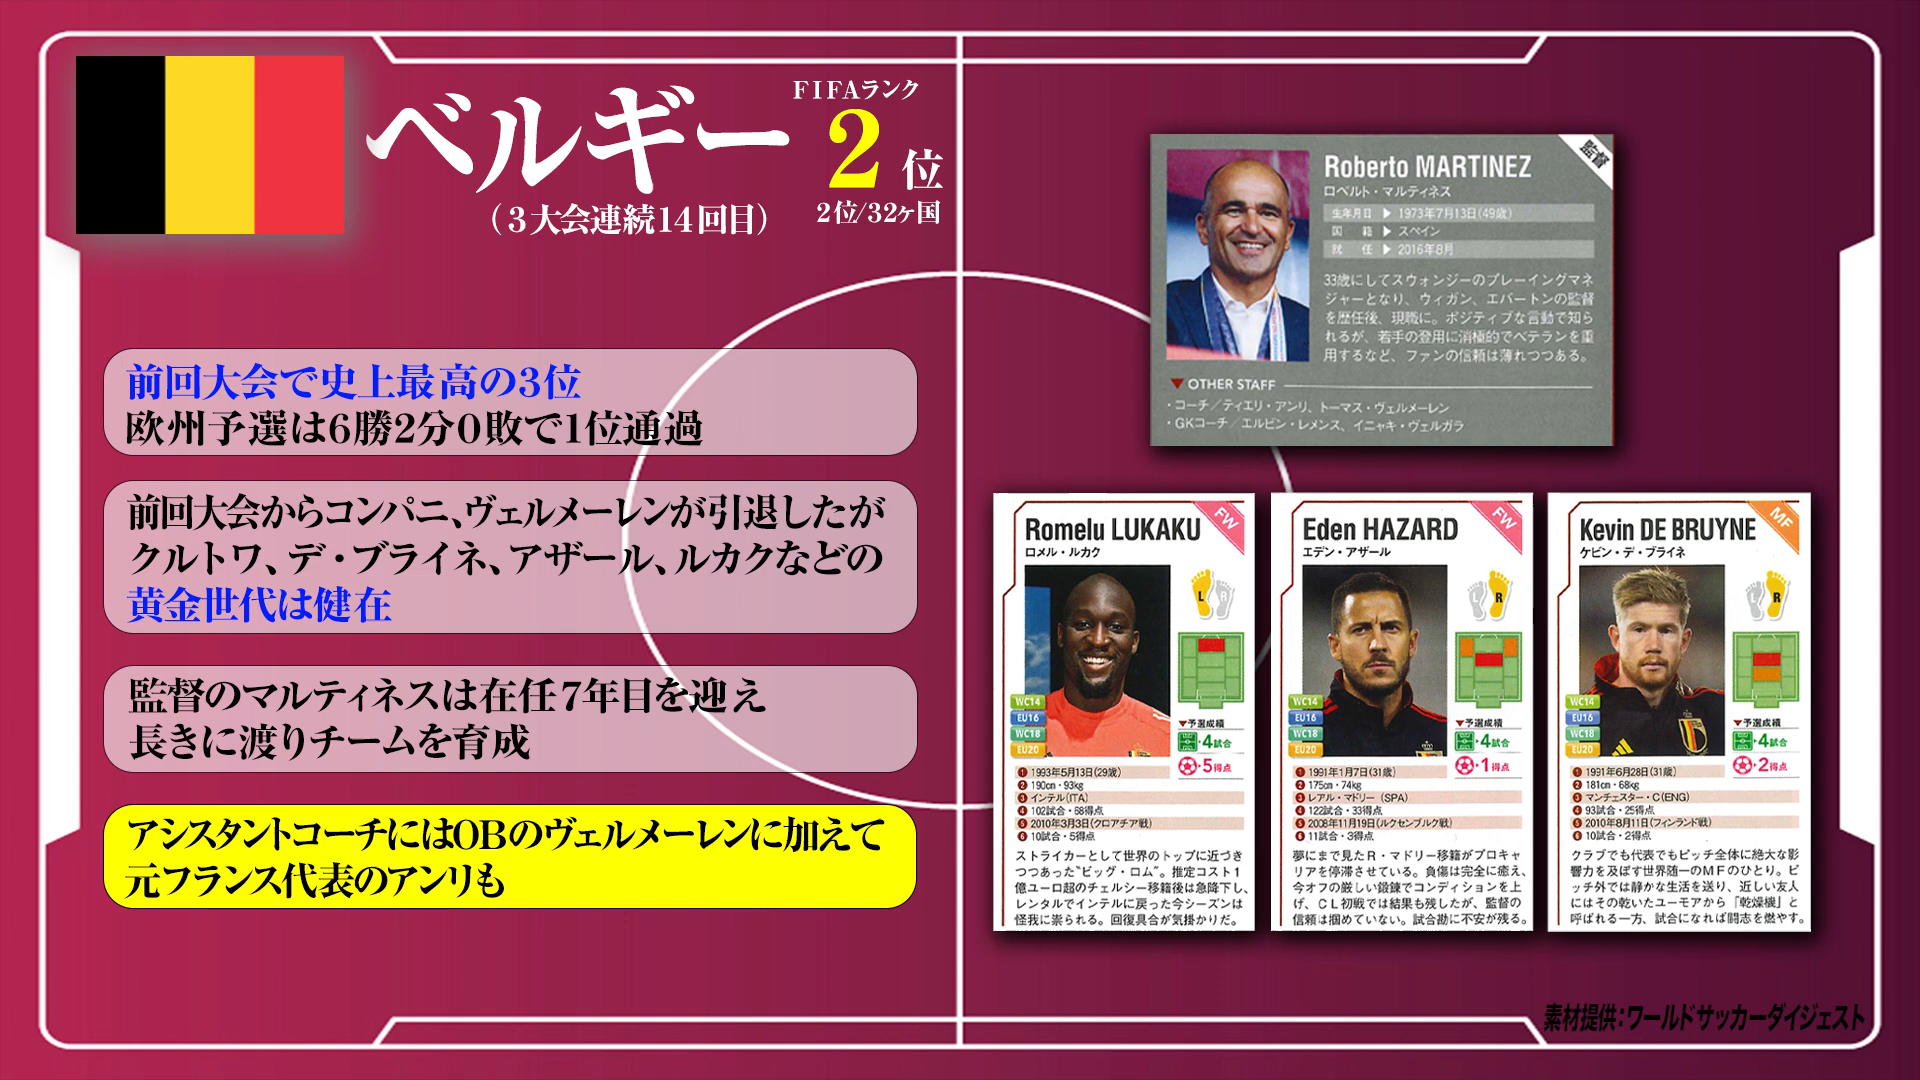 ベルギー
(3大会連続14回目)
FIFAランク
2位
2位/32ヶ国
前回大会で史上最高の3位
欧州予選は6勝2分0敗で1位通過
前回大会からコンパニ、ヴェルメーレンが引退したが
クルトワ、デ・ブライネ、アザール、ルカクなどの
黄金世代は健在
監督のマルティネスは在任7年目を迎え
長きに渡りチームを育成
アシスタントコーチにはOBのヴェルメーレンに加えて
元フランス代表のアンリも
監督
Roberto MARTINEZ
ロベルト・マルティネス
生年月日 ▶ 1973年7月13日(49歳)
国 籍 ▶ スペイン
就 任 ▶ 2016年8月
33歳にしてスウォンジーのプレーイングマネ
ジャーとなり、ウィガン、エバートンの監督
を歴任後、現職に。ポジティブな言動で知ら
れるが、若手の登用に消極的でベテランを重
用するなど、ファンの信頼は薄れつつある。
▼OTHER STAFF
・コーチ／ティエリ・アンリ、トーマス・ヴェルメーレン
・GKコーチ／エルビン・レメンス、イニャキ・ヴェルガラ
FW
Romelu LUKAKU
ロメル・ルカク
L R
WC14
EU16
WC18
EU20
▼予選成績
・4試合
・5得点
❶ 1993年5月13日(29歳)
❷ 190cm・93kg
❸ インテル(ITA)
❹ 102試合・68得点
❺ 2010年3月3日(クロアチア戦)
❻ 10試合・5得点
ストライカーとして世界のトップに近づき
つつあった“ビッグ・ロム”。推定コスト1
億ユーロ超のチェルシー移籍後は急降下し、
レンタルでインテルに戻った今シーズンは
怪我に祟られる。回復具合が気掛かりだ。
FW
Eden HAZARD
エデン・アザール
L R
WC14
EU16
WC18
EU20
▼予選成績
・4試合
・1得点
❶ 1991年1月7日(31歳)
❷ 175cm・74kg
❸ レアル・マドリー (SPA)
❹ 122試合・33得点
❺ 2008年11月19日(ルクセンブルク戦)
❻ 11試合・3得点
夢にまで見たR・マドリー移籍がプロキャ
リアを停滞させている。負傷は完全に癒え、
今オフの厳しい鍛錬でコンディションを上
げ、CL初戦では結果も残したが、監督の
信頼は掴めていない。試合勘に不安が残る。
MF
Kevin DE BRUYNE
ケビン・デ・ブライネ
L R
WC14
EU16
WC18
EU20
▼予選成績
・4試合
・2得点
❶ 1991年6月28日(31歳)
❷ 181cm・68kg
❸ マンチェスター・C(ENG)
❹ 93試合・25得点
❺ 2010年8月11日(フィンランド戦)
❻ 10試合・2得点
クラブでも代表でもピッチ全体に絶大な影
響力を及ぼす世界随一のMFのひとり。ピ
ッチ外では静かな生活を送り、近しい友人
にはその乾いたユーモアから「乾燥機」と
呼ばれる一方、試合になれば闘志を燃やす。
素材提供：ワールドサッカーダイジェスト